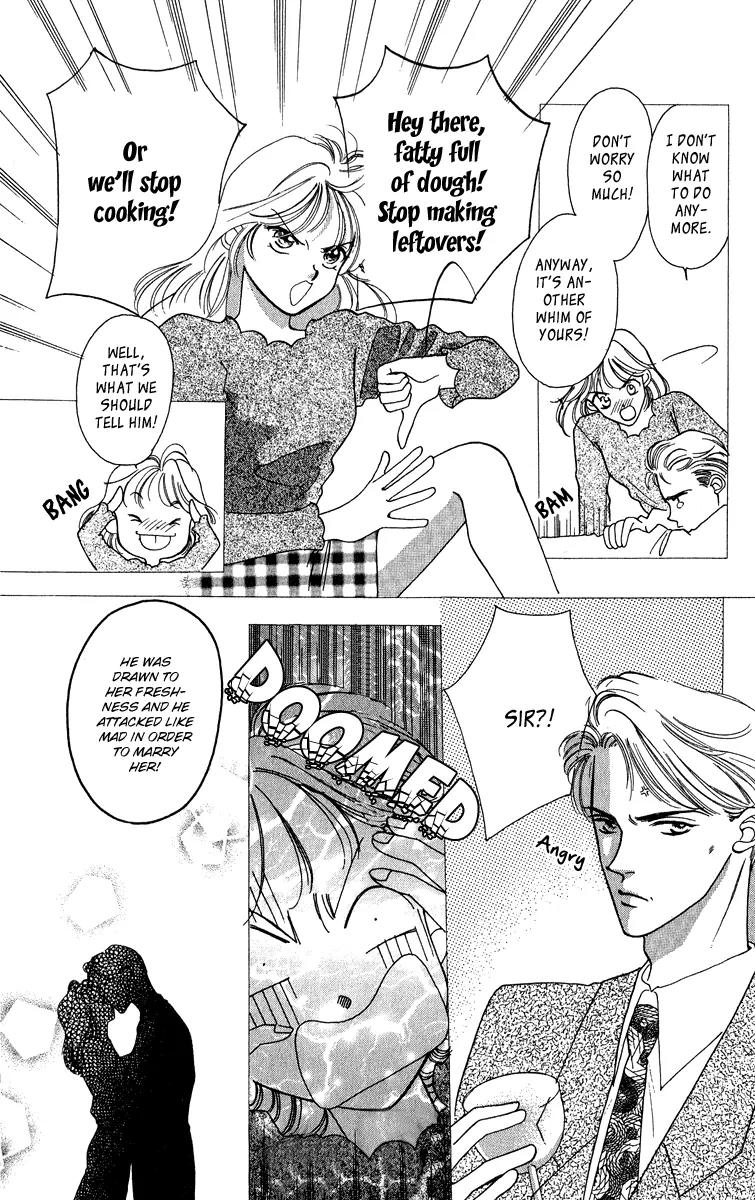 I DON'T
KNOW
WHAT
TO DO
ANY-
MORE.
DON'T
WORRY
SO
MUCH!
ANYWAY,
IT'S AN-
OTHER
WHIM OF
YOURS!
BAM
Hey there,
fatty full
of dough!
Stop making
leftovers!
Or
we'll stop
cooking!
WELL,
THAT'S
WHAT WE
SHOULD
TELL HIM!
BANG
SIR?!
Angry
DOOMED
HE WAS
DRAWN TO
HER FRESH-
NESS AND HE
ATTACKED LIKE
MAD IN ORDER
TO MARRY
HER!